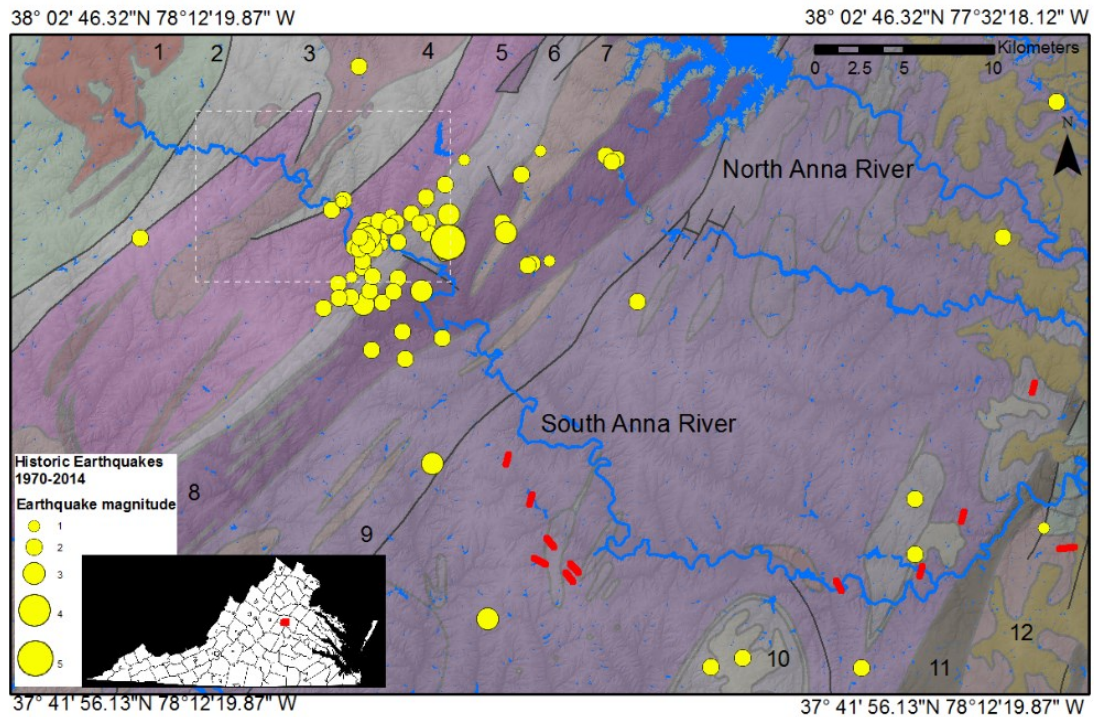 38° 02' 46.32"N 78° 12'19.87" W
38° 02' 46.32"N 77° 32'18.12" W
1 2 3 4 5 6 7
Kilometers
0 2.5 5 10
N
North Anna River
South Anna River
Historic Earthquakes
1970-2014
Earthquake magnitude
1
2
3
4
5
8
9
10
11
12
37° 41' 56.13"N 78° 12'19.87" W
37° 41' 56.13"N 78° 12'19.87" W